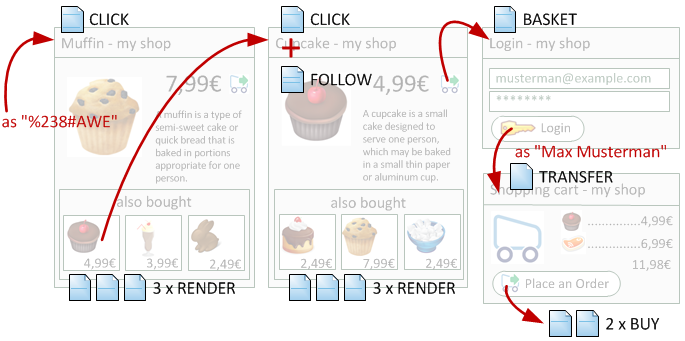 CLICK
Muffin - my shop
7,99€
A muffin is a type of
semi-sweet cake or
quick bread that is
baked in portions
appropriate for one
person.
as "%238#AWE"
also bought
4,99€
3,99€
2,49€
3 x RENDER
CLICK
+
Cupcake - my shop
FOLLOW
4,99€
A cupcake is a small
cake designed to
serve one person,
which may be baked
in a small thin paper
or aluminum cup.
also bought
2,49€
7,99€
2,49€
3 x RENDER
BASKET
Login - my shop
musterman@example.com
********
Login
as "Max Musterman"
TRANSFER
Shopping cart - my shop
...............4,99€
...............6,99€
11,98€
Place an Order
2 x BUY